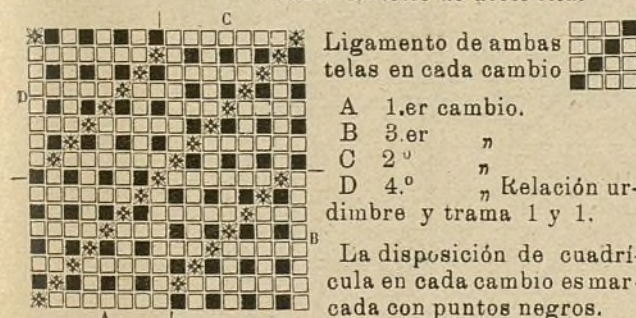 C
Ligamento de ambas
telas en cada cambio
D
A 1.er cambio.
B 3.er „
C 2º „
D 4.º „ Relación ur-
dimbre y trama 1 y 1.
B
La disposición de cuadrí-
cula en cada cambio es mar-
cada con puntos negros.
A